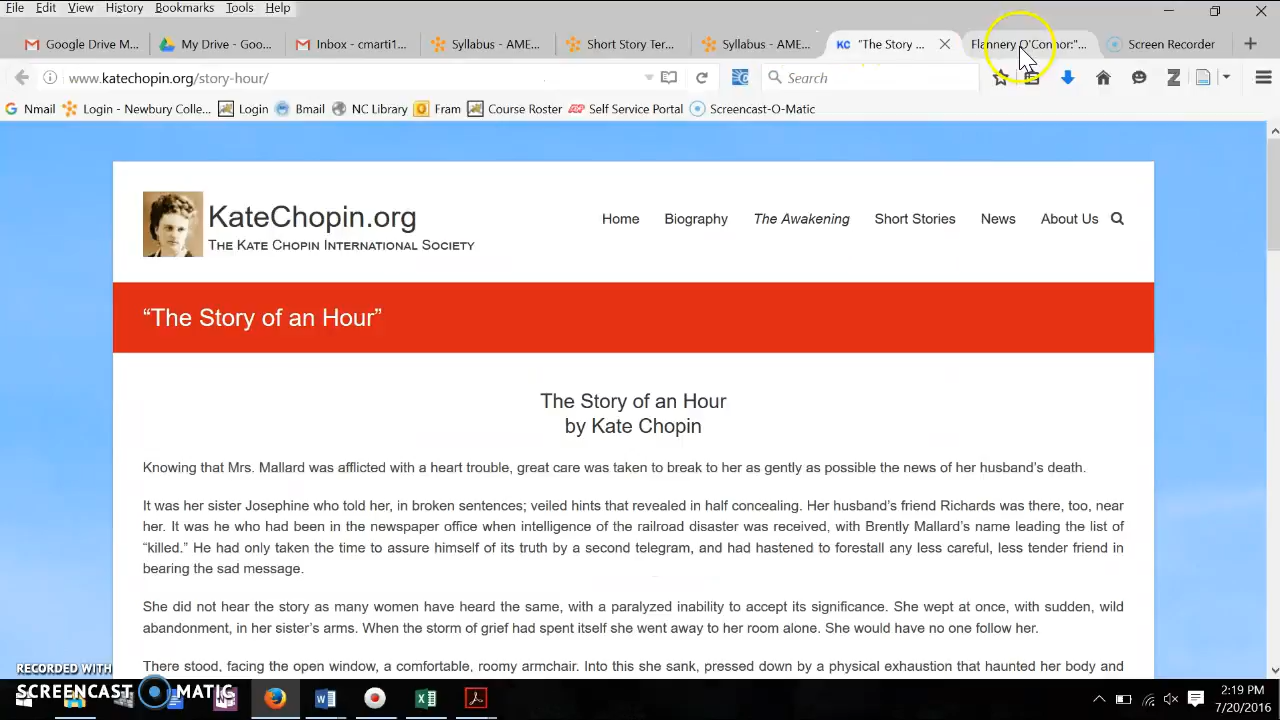 File Edit View History Bookmarks Tools Help
Google Drive M... My Drive - Goo... Inbox - cmarti1... Syllabus - AME... Short Story Ter... Syllabus - AME... KC "The Story ... Flannery O'Connor:"... Screen Recorder
www.katechopin.org/story-hour/ Search
Nmail Login - Newbury Colle... Login Bmail NC Library Fram Course Roster Self Service Portal Screencast-O-Matic
KateChopin.org
THE KATE CHOPIN INTERNATIONAL SOCIETY
Home Biography The Awakening Short Stories News About Us
“The Story of an Hour”
The Story of an Hour
by Kate Chopin
Knowing that Mrs. Mallard was afflicted with a heart trouble, great care was taken to break to her as gently as possible the news of her husband’s death.
It was her sister Josephine who told her, in broken sentences; veiled hints that revealed in half concealing. Her husband’s friend Richards was there, too, near
her. It was he who had been in the newspaper office when intelligence of the railroad disaster was received, with Brently Mallard’s name leading the list of
“killed.” He had only taken the time to assure himself of its truth by a second telegram, and had hastened to forestall any less careful, less tender friend in
bearing the sad message.
She did not hear the story as many women have heard the same, with a paralyzed inability to accept its significance. She wept at once, with sudden, wild
abandonment, in her sister’s arms. When the storm of grief had spent itself she went away to her room alone. She would have no one follow her.
There stood, facing the open window, a comfortable, roomy armchair. Into this she sank, pressed down by a physical exhaustion that haunted her body and
RECORDED WITH
SCREENCAST MATIC
2:19 PM
7/20/2016